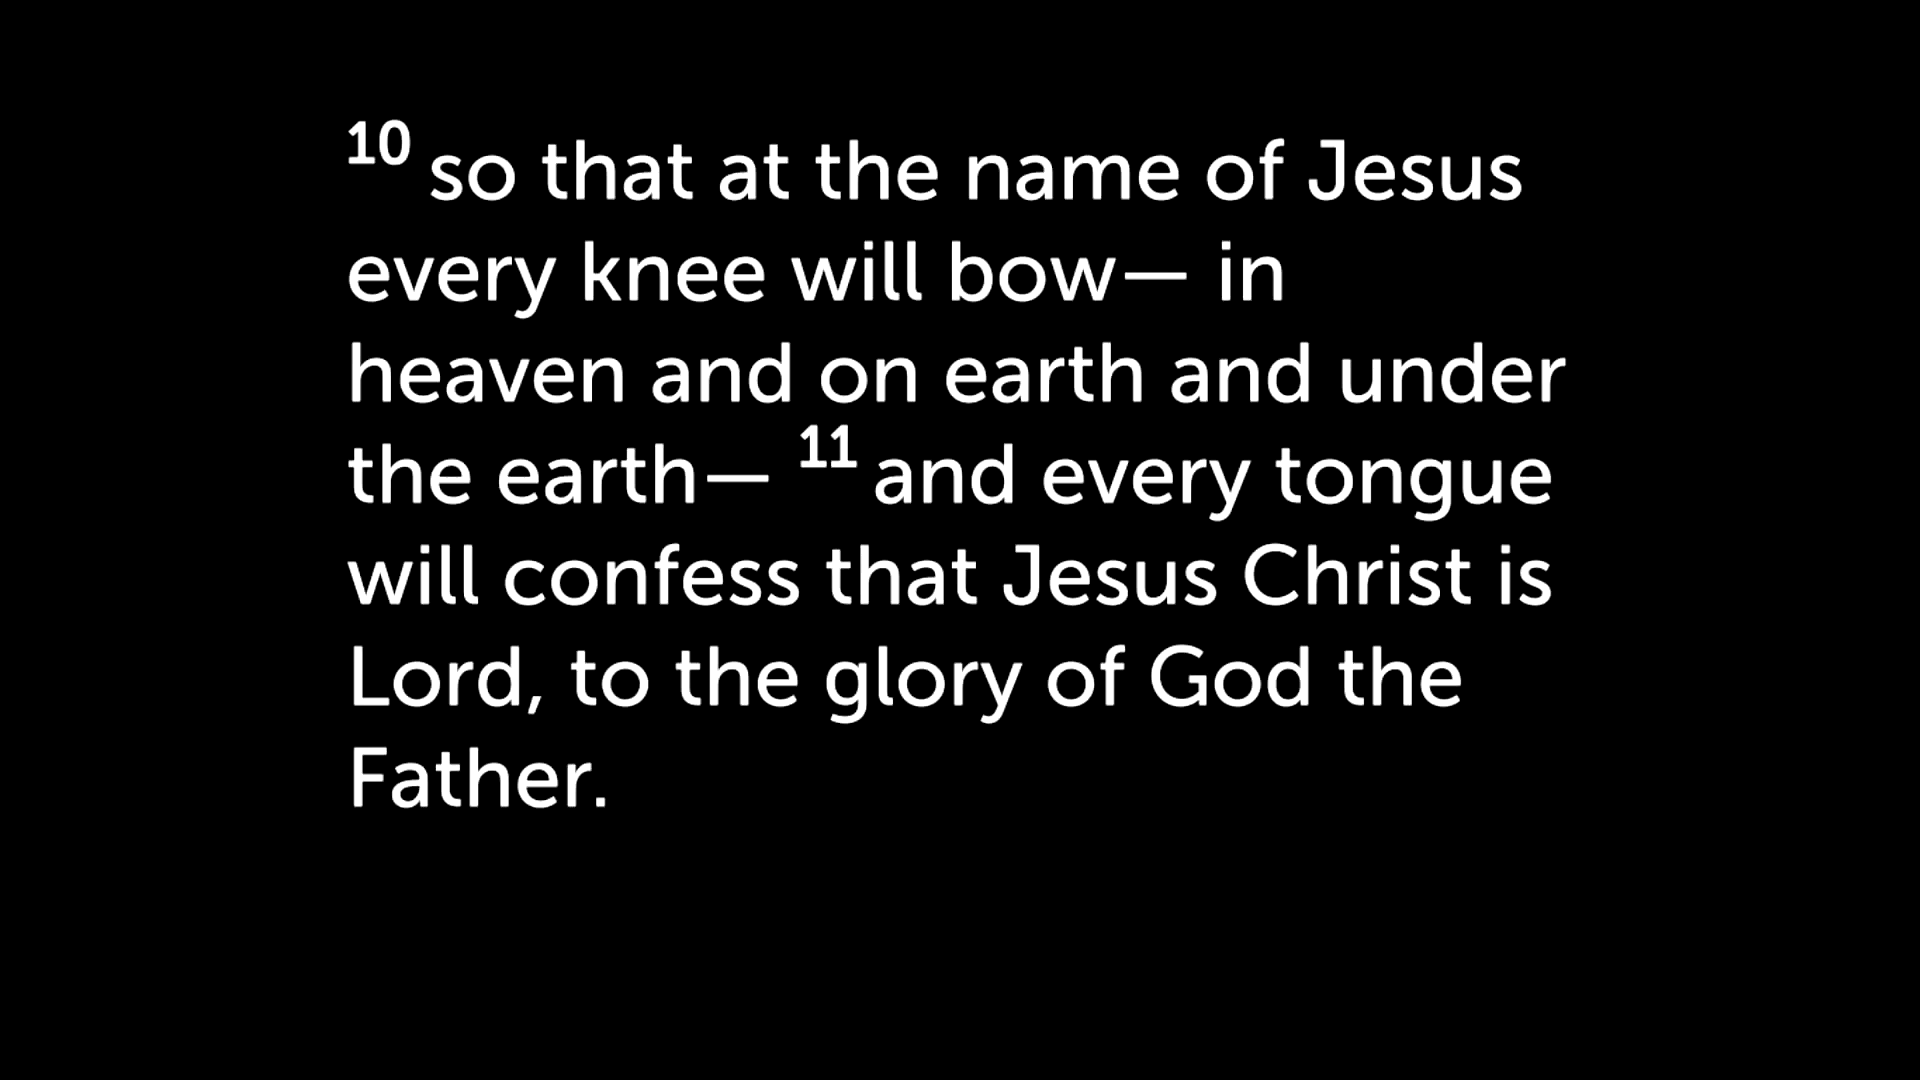 10 so that at the name of Jesus
every knee will bow— in
heaven and on earth and under
the earth— 11 and every tongue
will confess that Jesus Christ is
Lord, to the glory of God the
Father.